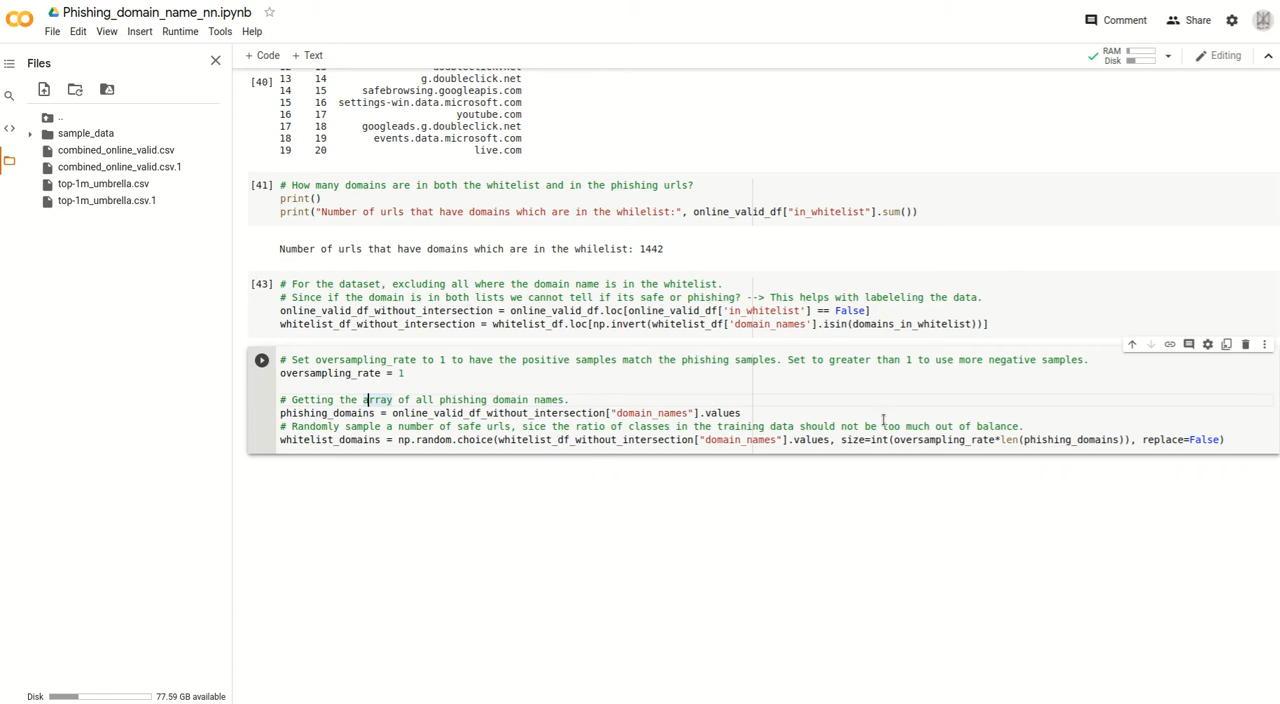 Phishing_domain_name_nn.ipynb
File Edit View Insert Runtime Tools Help
Comment Share
Files
+ Code + Text
RAM
Disk
Editing
..
sample_data
combined_online_valid.csv
combined_online_valid.csv.1
top-1m_umbrella.csv
top-1m_umbrella.csv.1
[40]
13 14 g.doubleclick.net
14 15 safebrowsing.googleapis.com
15 16 settings-win.data.microsoft.com
16 17 youtube.com
17 18 googleads.g.doubleclick.net
18 19 events.data.microsoft.com
19 20 live.com
[41] # How many domains are in both the whitelist and in the phishing urls?
print()
print("Number of urls that have domains which are in the whilelist:", online_valid_df["in_whitelist"].sum())
Number of urls that have domains which are in the whilelist: 1442
[43] # For the dataset, excluding all where the domain name is in the whitelist.
# Since if the domain is in both lists we cannot tell if its safe or phishing? --> This helps with labeleling the data.
online_valid_df_without_intersection = online_valid_df.loc[online_valid_df['in_whitelist'] == False]
whitelist_df_without_intersection = whitelist_df.loc[np.invert(whitelist_df['domain_names'].isin(domains_in_whitelist))]
# Set oversampling_rate to 1 to have the positive samples match the phishing samples. Set to greater than 1 to use more negative samples.
oversampling_rate = 1
# Getting the array of all phishing domain names.
phishing_domains = online_valid_df_without_intersection["domain_names"].values
# Randomly sample a number of safe urls, sice the ratio of classes in the training data should not be too much out of balance.
whitelist_domains = np.random.choice(whitelist_df_without_intersection["domain_names"].values, size=int(oversampling_rate*len(phishing_domains)), replace=False)
Disk 77.59 GB available